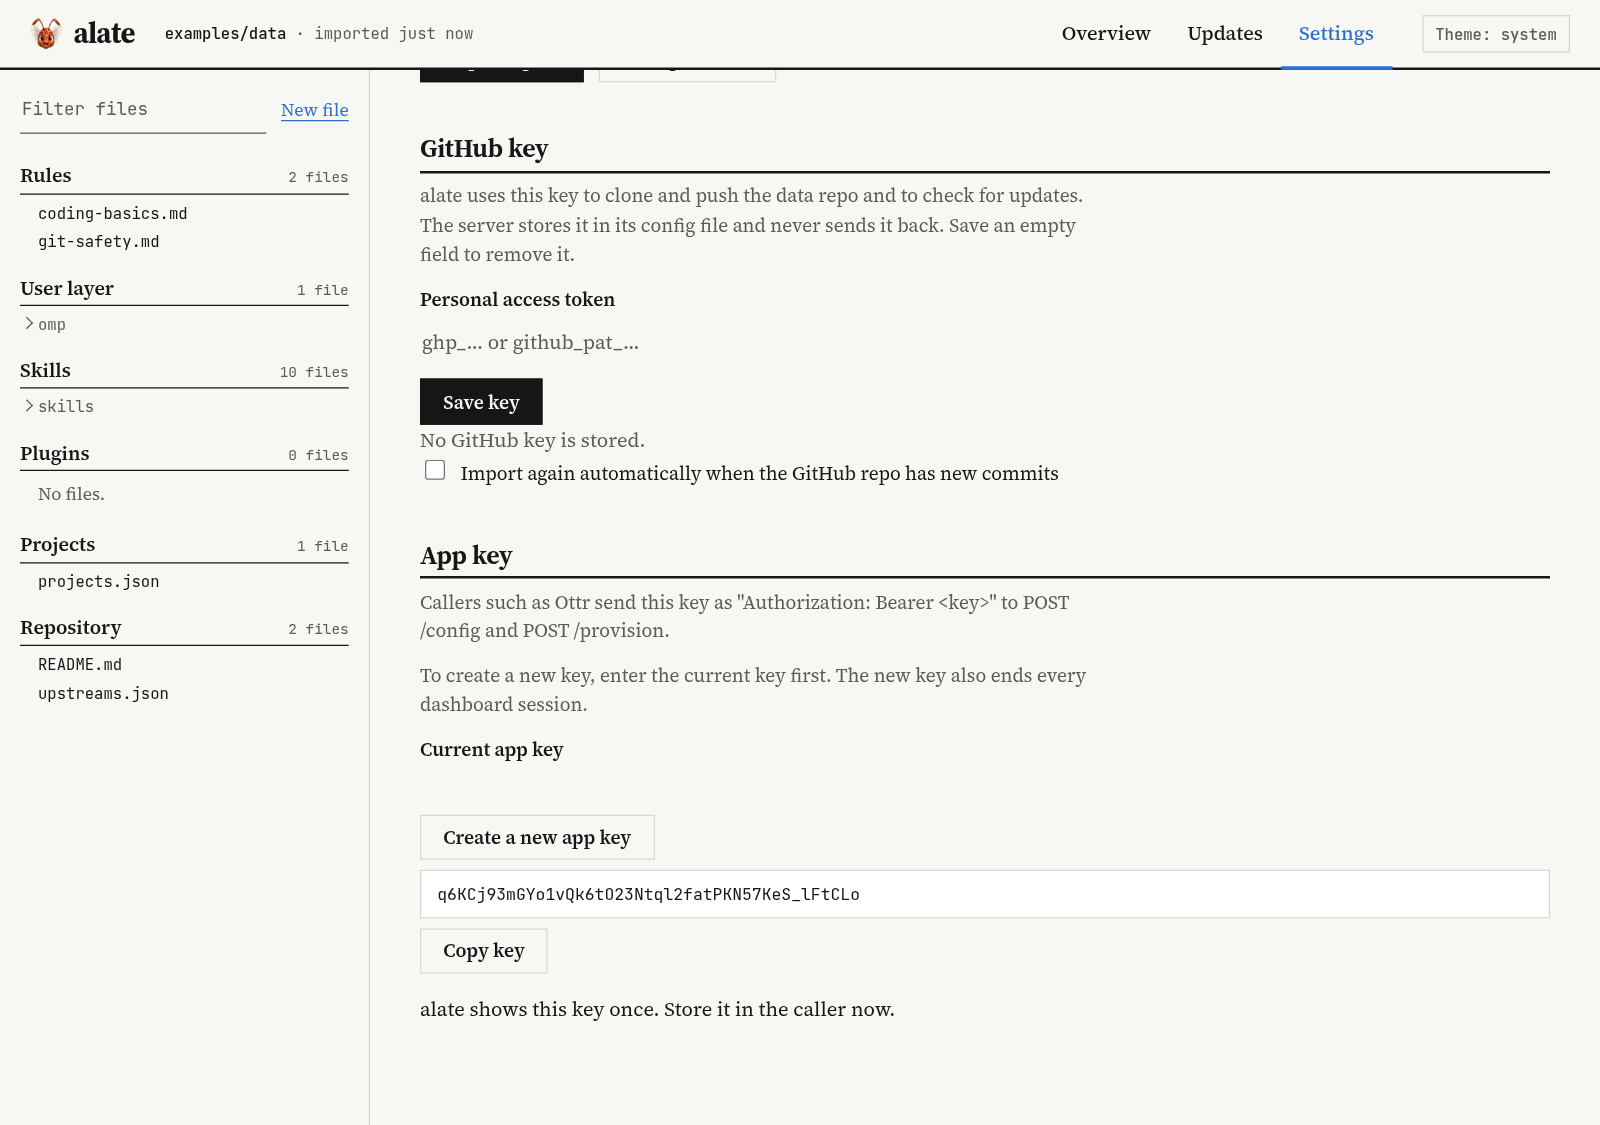 alate
examples/data · imported just now
Overview
Updates
Settings
Theme: system
Filter files
New file
Rules
2 files
coding-basics.md
git-safety.md
User layer
1 file
omp
Skills
10 files
skills
Plugins
0 files
No files.
Projects
1 file
projects.json
Repository
2 files
README.md
upstreams.json
GitHub key
alate uses this key to clone and push the data repo and to check for updates.
The server stores it in its config file and never sends it back. Save an empty
field to remove it.
Personal access token
ghp_... or github_pat_...
Save key
No GitHub key is stored.
Import again automatically when the GitHub repo has new commits
App key
Callers such as Ottr send this key as "Authorization: Bearer <key>" to POST
/config and POST /provision.
To create a new key, enter the current key first. The new key also ends every
dashboard session.
Current app key
Create a new app key
q6KCj93mGYo1vQk6tO23Ntql2fatPKN57KeS_lFtCLo
Copy key
alate shows this key once. Store it in the caller now.